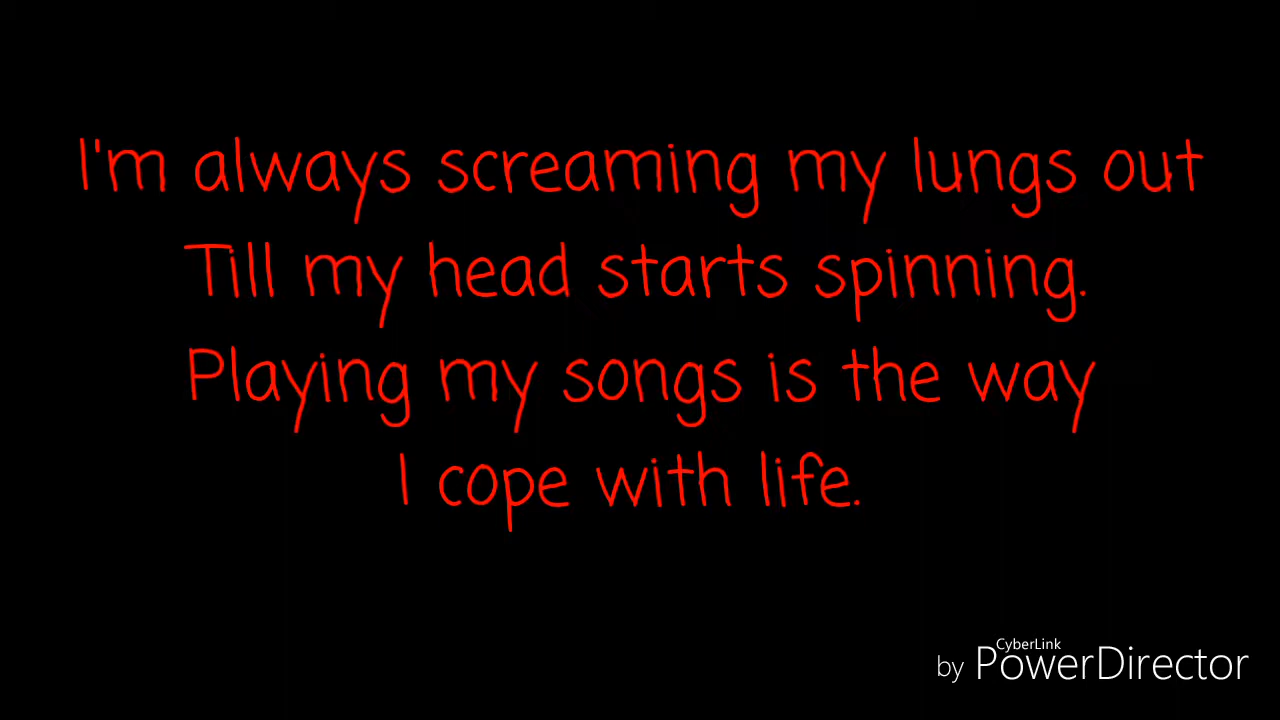 I'm always screaming my lungs out
Till my head starts spinning.
Playing my songs is the way
I cope with life.
CyberLink
by PowerDirector